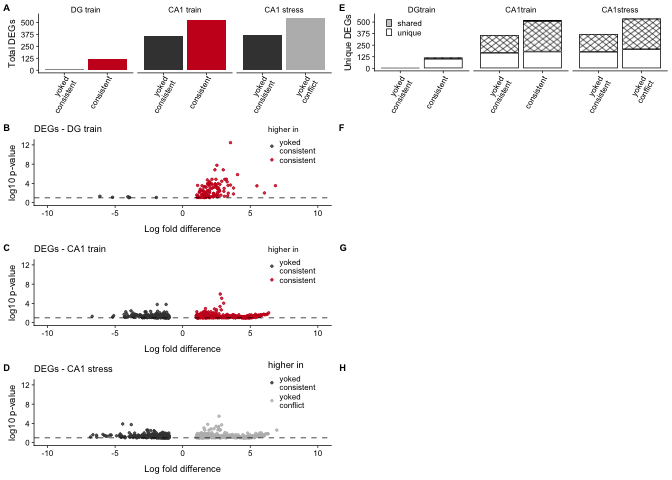 A
DG train
CA1 train
CA1 stress
Total DEGs
500
375
250
125
0
yoked
consistent
consistent
yoked
consistent
consistent
yoked
consistent
yoked
conflict
E
DGtrain
CA1train
CA1stress
Unique DEGs
500
375
250
125
0
shared
unique
yoked
consistent
consistent
yoked
consistent
consistent
yoked
consistent
yoked
conflict
B
DEGs - DG train
higher in
yoked
consistent
consistent
log10 p-value
12
8
4
0
-10
-5
0
5
10
Log fold difference
F
C
DEGs - CA1 train
higher in
yoked
consistent
consistent
log10 p-value
12
8
4
0
-10
-5
0
5
10
Log fold difference
G
D
DEGs - CA1 stress
higher in
yoked
consistent
yoked
conflict
log10 p-value
12
8
4
0
-10
-5
0
5
10
Log fold difference
H